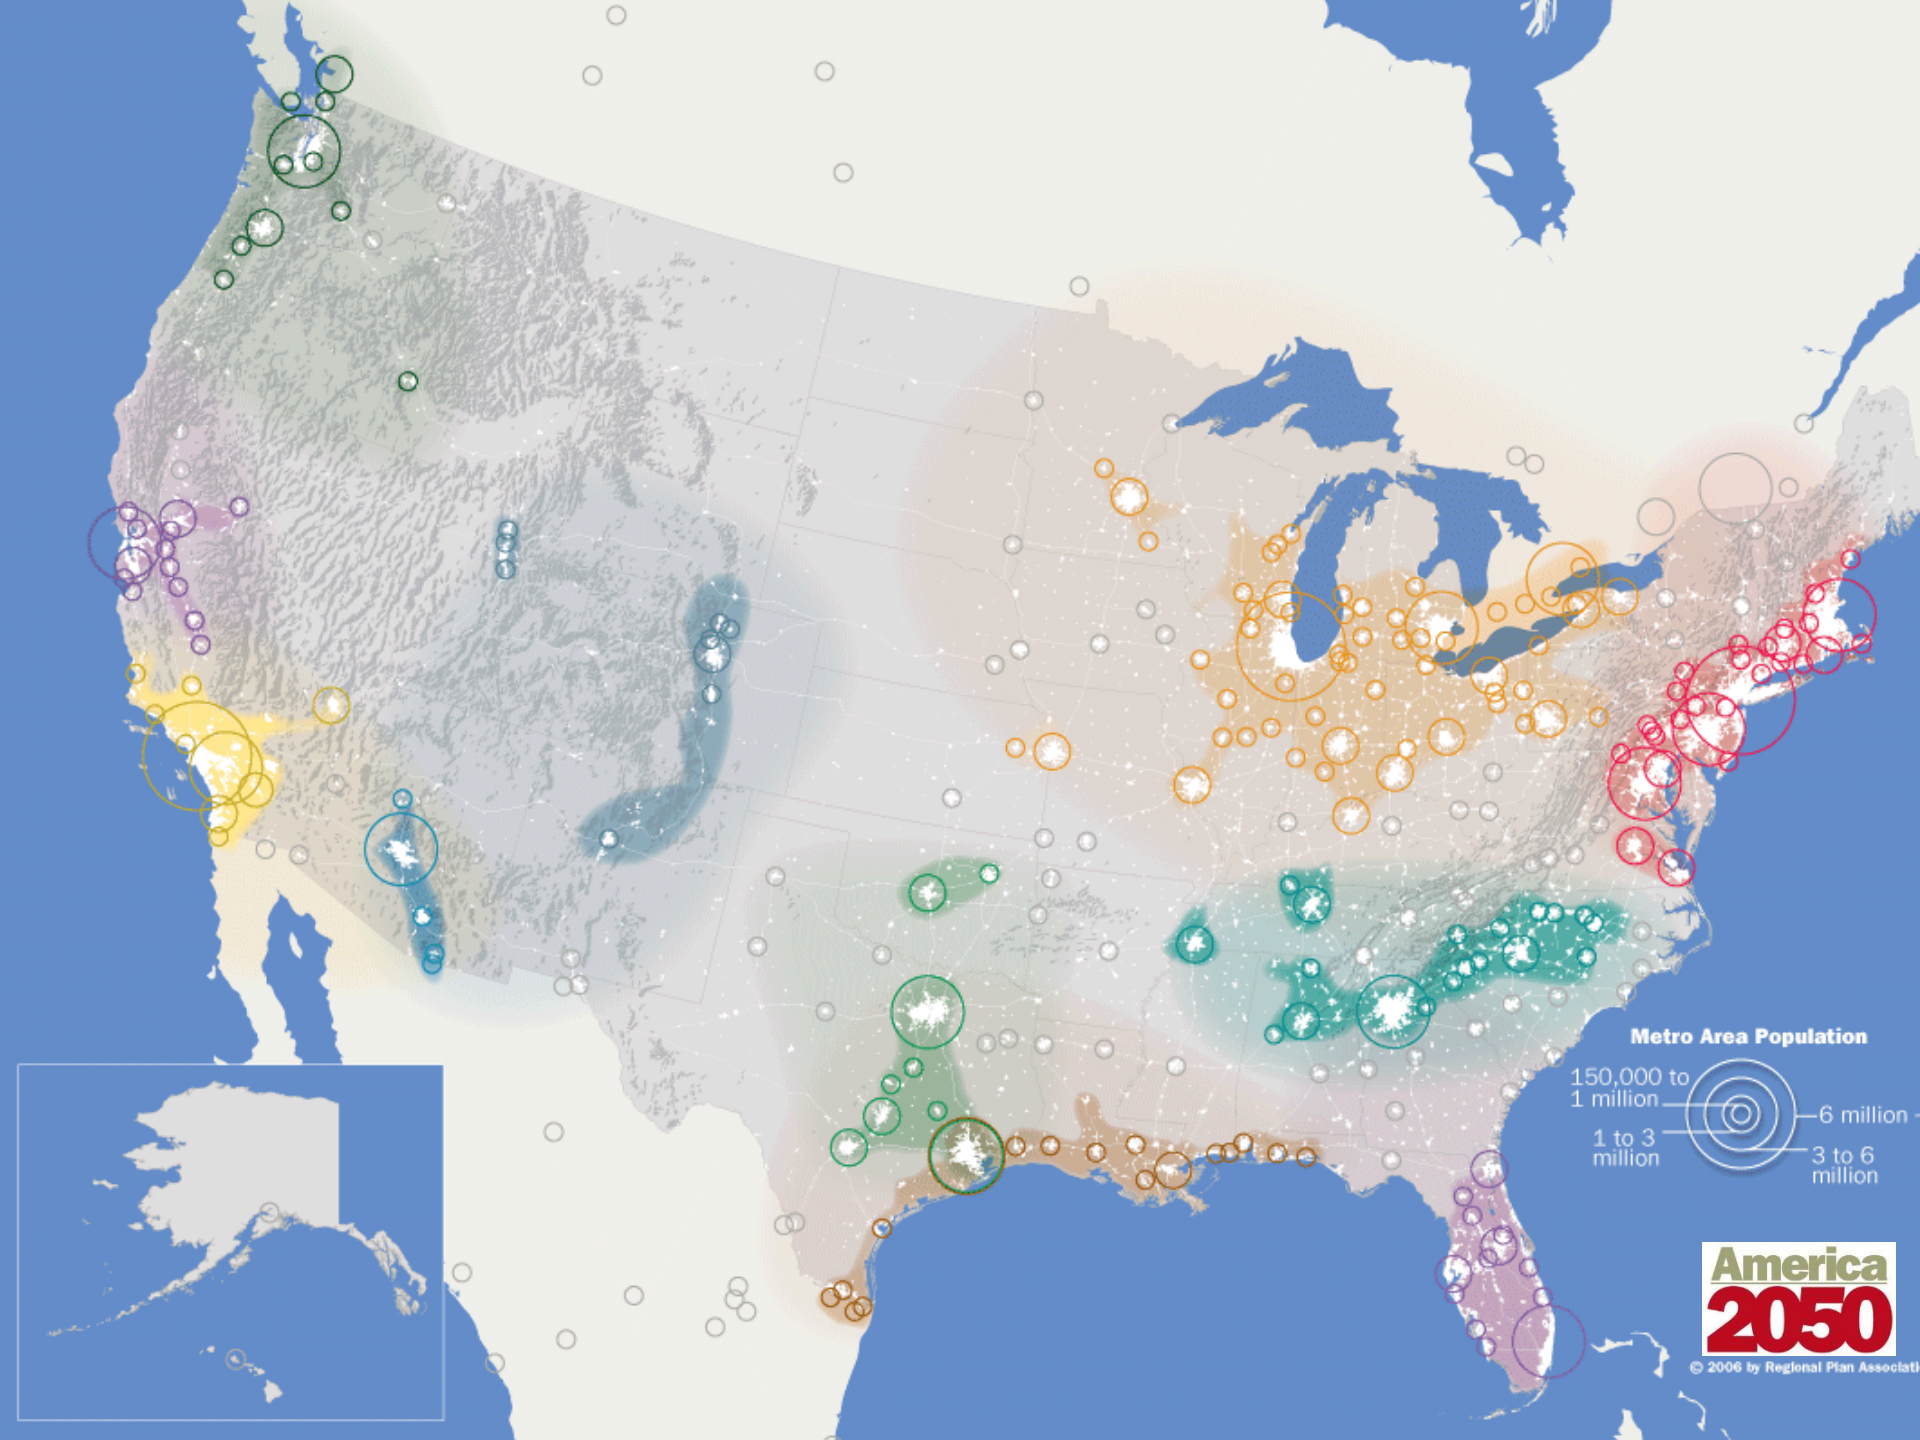 Metro Area Population
150,000 to
1 million
6 million
1 to 3
million
3 to 6
million
America
2050
© 2006 by Regional Plan Associati